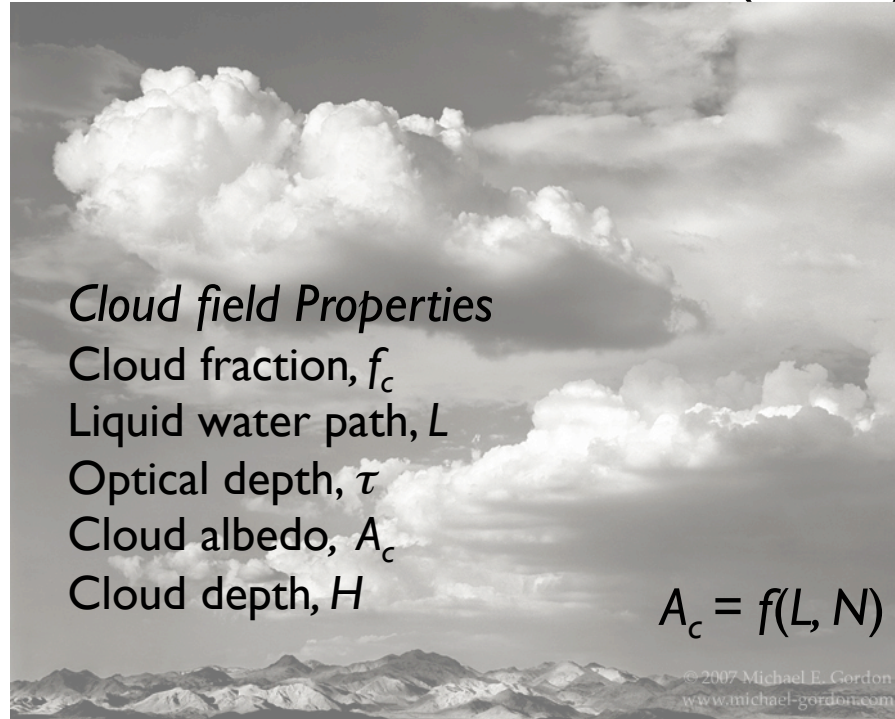 Cloud field Properties
Cloud fraction, f_c
Liquid water path, L
Optical depth, τ
Cloud albedo, A_c
Cloud depth, H
A_c = f(L, N)
© 2007 Michael E. Gordon
www.michael-gordon.com